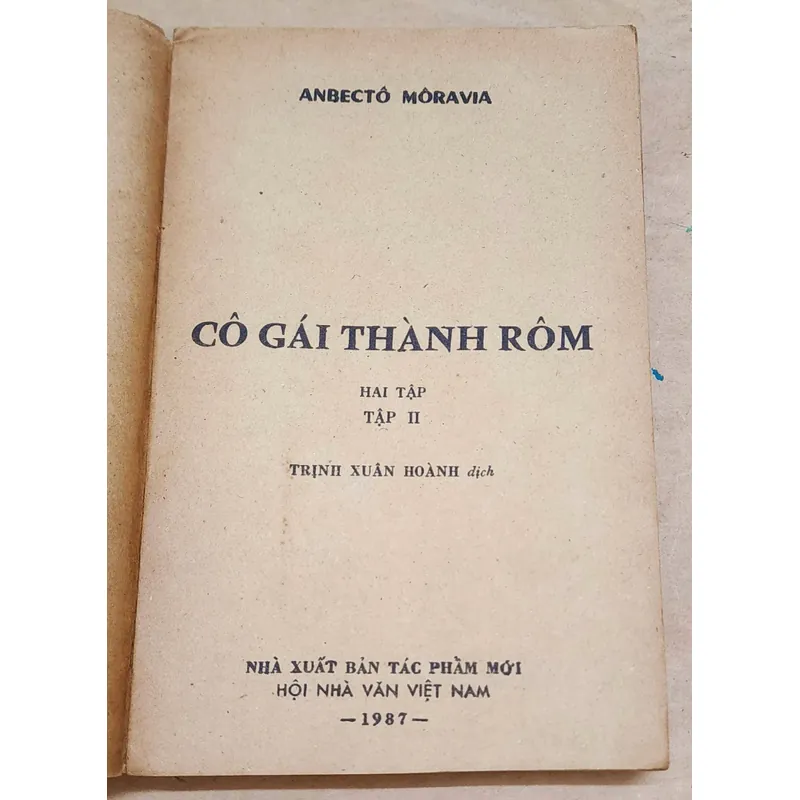 ANBECTÔ MÔRAVIA
CÔ GÁI THÀNH RÔM
HAI TẬP
TẬP II
TRỊNH XUÂN HOÀNH dịch
NHÀ XUẤT BẢN TÁC PHẨM MỚI
HỘI NHÀ VĂN VIỆT NAM
—1987—